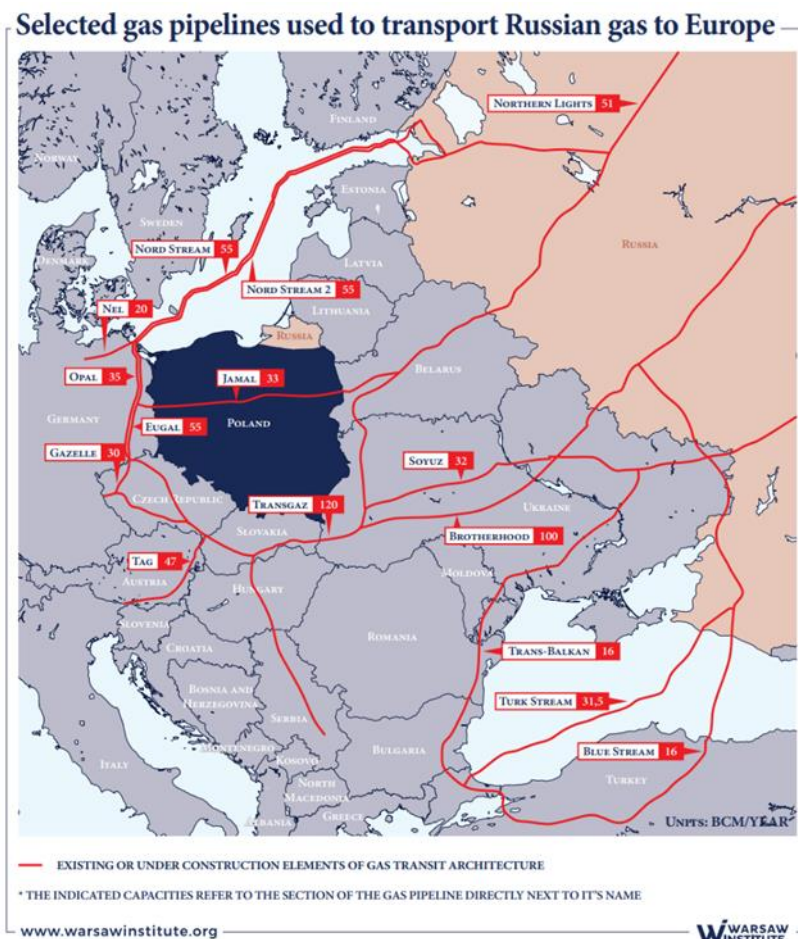 Selected gas pipelines used to transport Russian gas to Europe
NORTHERN LIGHTS 51
FINLAND
NORWAY
ESTONIA
SWEDEN
RUSSIA
NORD STREAM 55
DENMARK
LATVIA
NORD STREAM 2 55
LITHUANIA
NEL 20
RUSSIA
OPAL 35
JAMAL 33
BELARUS
GERMANY
EUGAL 55
POLAND
GAZELLE 30
SOYUZ 32
CZECH REPUBLIC
TRANSGAZ 120
UKRAINE
SLOVAKIA
BROTHERHOOD 100
TAG 47
AUSTRIA
MOLDOVA
HUNGARY
SLOVENIA
ROMANIA
CROATIA
TRANS-BALKAN 16
BOSNIA AND
HERZEGOVINA
TURK STREAM 31,5
SERBIA
MONTENEGRO
BULGARIA
BLUE STREAM 16
KOSOVO
ITALY
TURKEY
NORTH
MACEDONIA
ALBANIA
GREECE
UNITS: BCM/YEAR
EXISTING OR UNDER CONSTRUCTION ELEMENTS OF GAS TRANSIT ARCHITECTURE
* THE INDICATED CAPACITIES REFER TO THE SECTION OF THE GAS PIPELINE DIRECTLY NEXT TO IT'S NAME
www.warsawinstitute.org
WARSAW
INSTITUTE